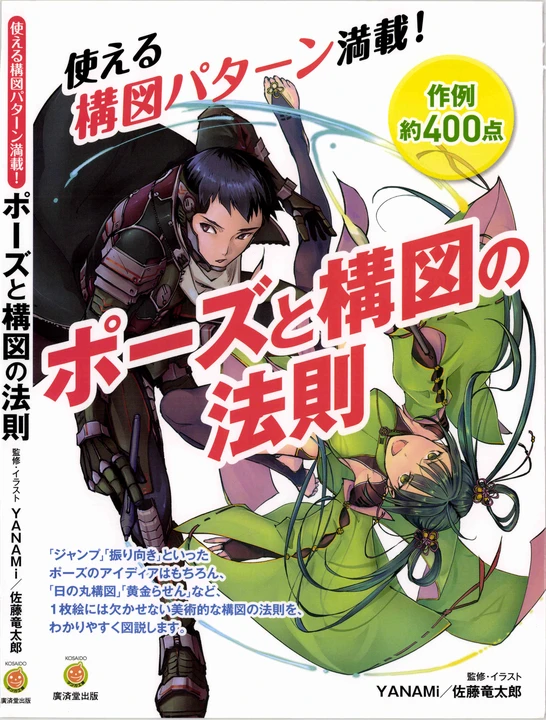 使える構図パターン満載!
ポーズと構図の法則
監修・イラスト YANAMi/佐藤竜太郎
KOSAIDO
廣済堂出版
使える
構図パターン満載!
作例
約400点
ポーズと構図の
法則
「ジャンプ」「振り向き」といった
ポーズのアイディアはもちろん、
「日の丸構図」「黄金らせん」など、
1枚絵には欠かせない美術的な構図の法則を、
わかりやすく図説します。
監修・イラスト
YANAMi/佐藤竜太郎
KOSAIDO
廣済堂出版